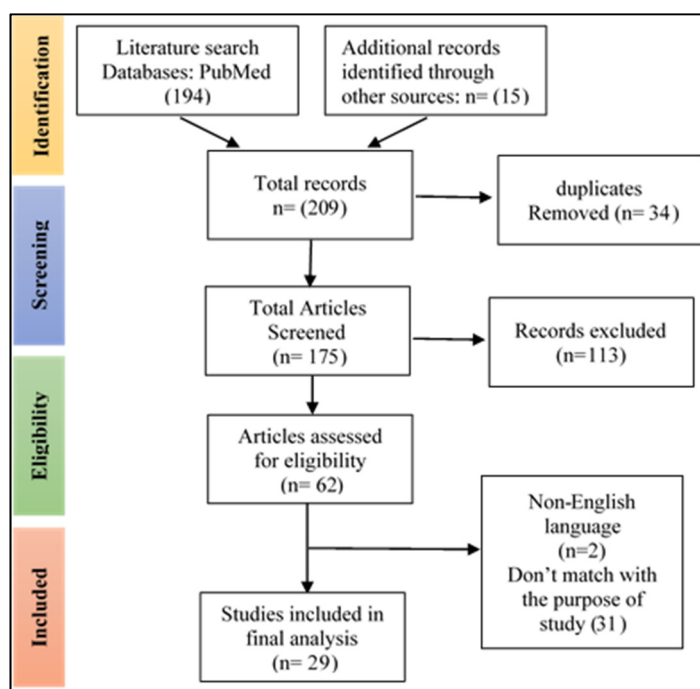 Identification
Literature search
Databases: PubMed
(194)
Additional records
identified through
other sources: n= (15)
Total records
n= (209)
duplicates
Removed (n= 34)
Screening
Total Articles
Screened
(n= 175)
Records excluded
(n=113)
Eligibility
Articles assessed
for eligibility
(n= 62)
Non-English
language
(n=2)
Don’t match with
the purpose of
study (31)
Included
Studies included in
final analysis
(n= 29)